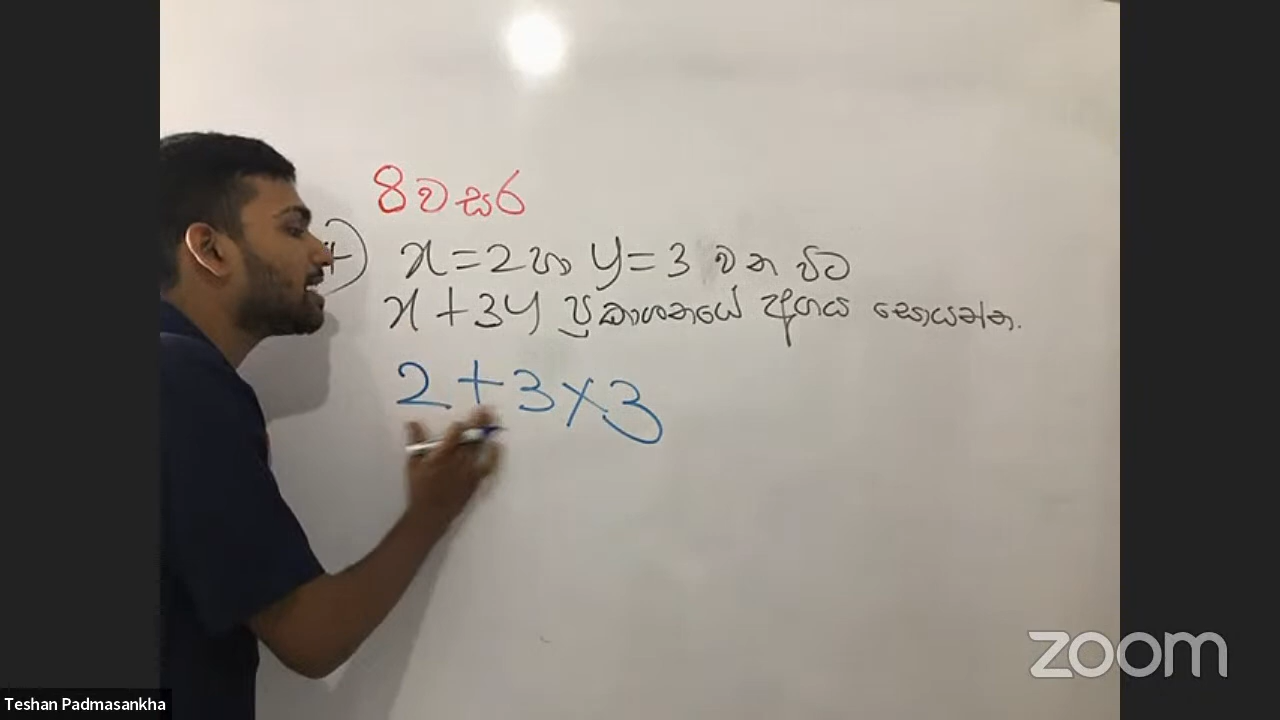 8 වසර
x = 2 හා y = 3 වන විට
x + 3y ප්‍රකාශනයේ අගය සොයන්න.
2 + 3 × 3
zoom
Teshan Padmasankha